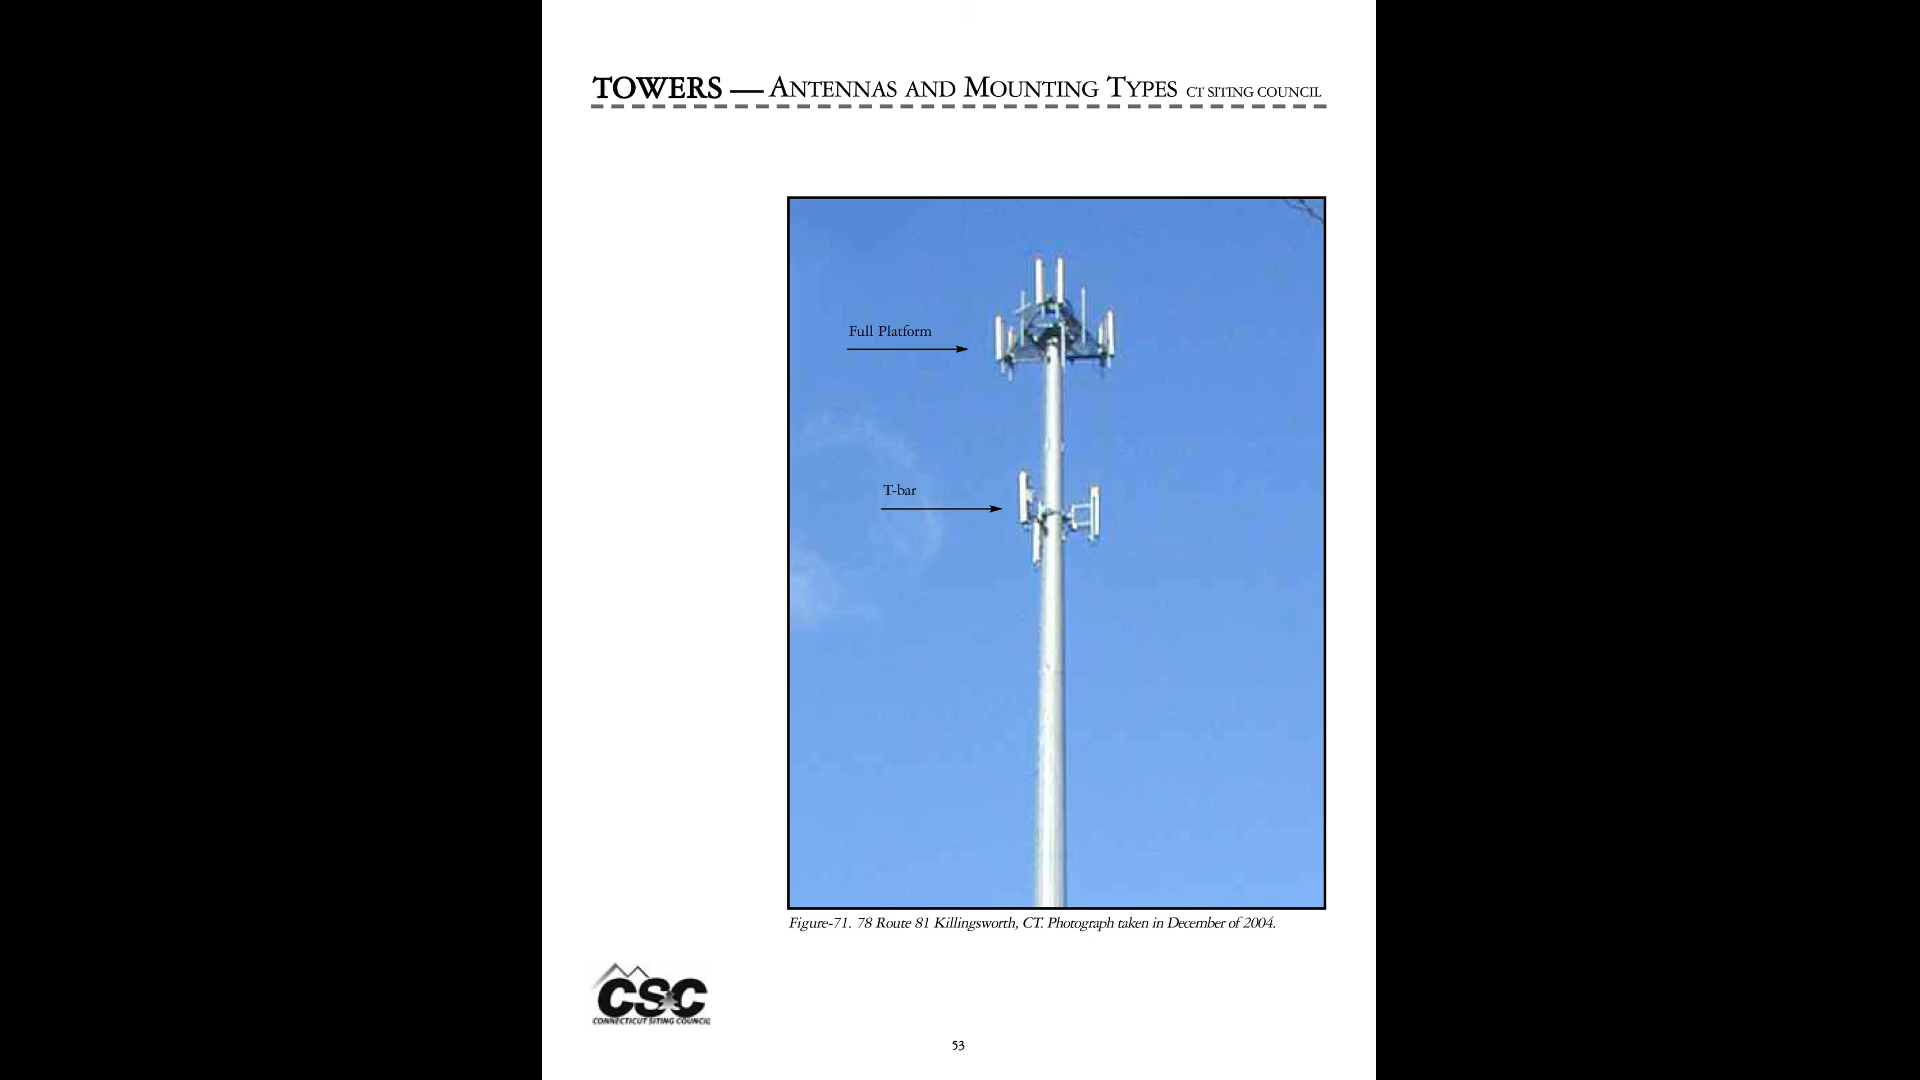 TOWERS — ANTENNAS AND MOUNTING TYPES CT SITING COUNCIL
Full Platform
T-bar
Figure-71. 78 Route 81 Killingsworth, CT. Photograph taken in December of 2004.
CSC
CONNECTICUT SITING COUNCIL
53